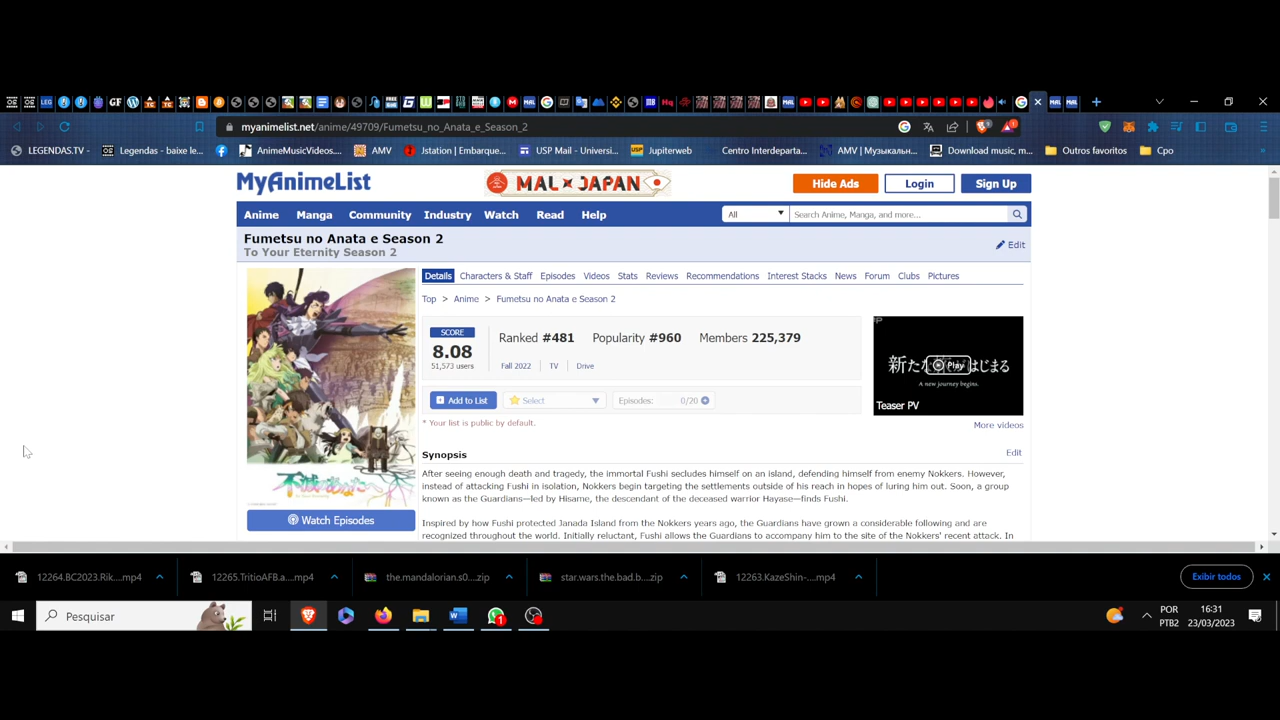 myanimelist.net/anime/49709/Fumetsu_no_Anata_e_Season_2
LEGENDAS.TV - Legendas - baixe le... AnimeMusicVideos.... AMV Jstation | Embarque... USP Mail - Universi... Jupiterweb Centro Interdeparta... AMV | Музыкальн... Download music, m... Outros favoritos Cpo
MyAnimeList MAL×JAPAN Hide Ads Login Sign Up
Anime Manga Community Industry Watch Read Help All Search Anime, Manga, and more...
Fumetsu no Anata e Season 2
To Your Eternity Season 2
Edit
Details Characters & Staff Episodes Videos Stats Reviews Recommendations Interest Stacks News Forum Clubs Pictures
Top > Anime > Fumetsu no Anata e Season 2
SCORE
8.08
51,573 users
Ranked #481 Popularity #960 Members 225,379
Fall 2022 TV Drive
Add to List Select Episodes: 0/20
* Your list is public by default.
Play
A new journey begins.
Teaser PV
More videos
Synopsis
Edit
After seeing enough death and tragedy, the immortal Fushi secludes himself on an island, defending himself from enemy Nokkers. However,
instead of attacking Fushi in isolation, Nokkers begin targeting the settlements outside of his reach in hopes of luring him out. Soon, a group
known as the Guardians—led by Hisame, the descendant of the deceased warrior Hayase—finds Fushi.
Inspired by how Fushi protected Janada Island from the Nokkers years ago, the Guardians have grown a considerable following and are
recognized throughout the world. Initially reluctant, Fushi allows the Guardians to accompany him to the site of the Nokkers' recent attack. In
Watch Episodes
12264.BC2023.Rik....mp4 12265.TritioAFB.a....mp4 the.mandalorian.s0....zip star.wars.the.bad.b....zip 12263.KazeShin-....mp4 Exibir todos
Pesquisar
POR
PTB2
16:31
23/03/2023